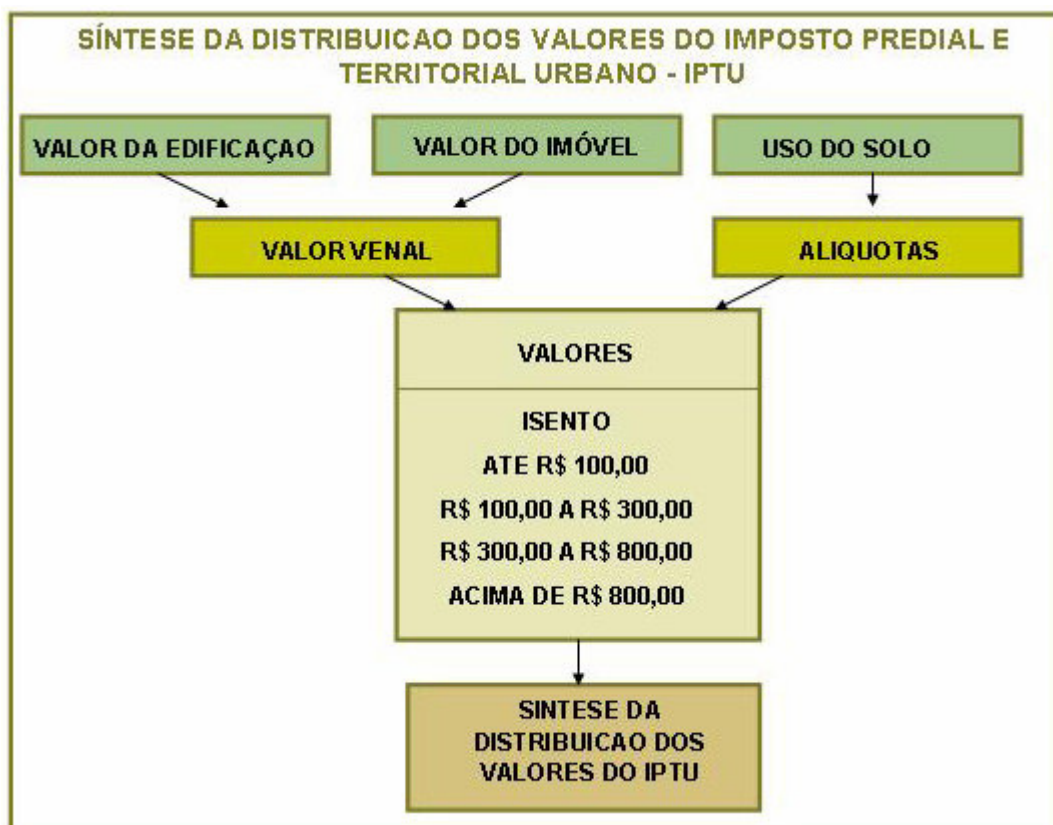 SÍNTESE DA DISTRIBUICAO DOS VALORES DO IMPOSTO PREDIAL E
TERRITORIAL URBANO - IPTU
VALOR DA EDIFICAÇAO
VALOR DO IMÓVEL
USO DO SOLO
VALOR VENAL
ALIQUOTAS
VALORES
ISENTO
ATE R$ 100,00
R$ 100,00 A R$ 300,00
R$ 300,00 A R$ 800,00
ACIMA DE R$ 800,00
SINTESE DA
DISTRIBUICAO DOS
VALORES DO IPTU